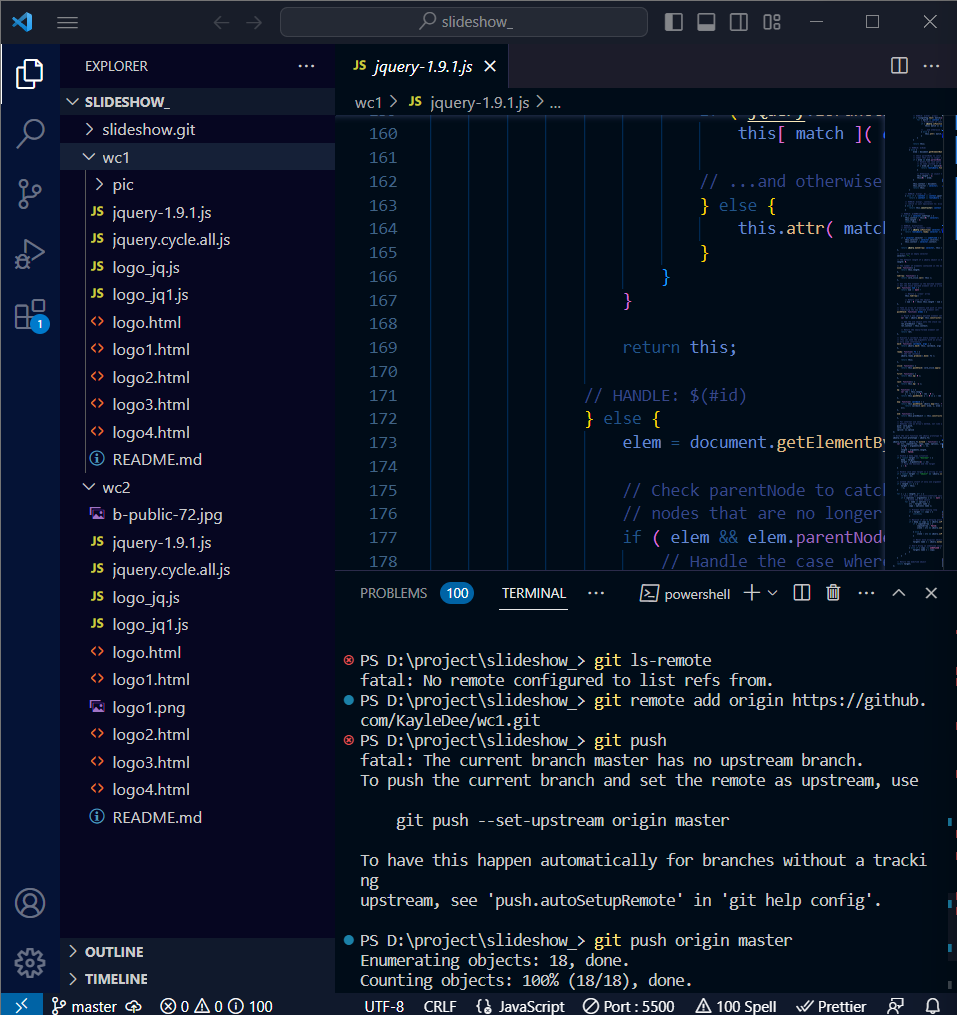 slideshow_
EXPLORER
SLIDESHOW_
slideshow.git
wc1
pic
JS jquery-1.9.1.js
JS jquery.cycle.all.js
JS logo_jq.js
JS logo_jq1.js
<> logo.html
<> logo1.html
<> logo2.html
<> logo3.html
<> logo4.html
README.md
wc2
b-public-72.jpg
JS jquery-1.9.1.js
JS jquery.cycle.all.js
JS logo_jq.js
JS logo_jq1.js
<> logo.html
<> logo1.html
logo1.png
<> logo2.html
<> logo3.html
<> logo4.html
README.md
OUTLINE
TIMELINE
1
JS jquery-1.9.1.js
wc1 > JS jquery-1.9.1.js > ...
160 this[ match ](
161
162 // ...and otherwise
163 } else {
164 this.attr( match
165 }
166 }
167 }
168
169 return this;
170
171 // HANDLE: $(#id)
172 } else {
173 elem = document.getElementBy
174
175 // Check parentNode to catc
176 // nodes that are no longer
177 if ( elem && elem.parentNode
178 // Handle the case where
PROBLEMS 100 TERMINAL ... powershell
PS D:\project\slideshow_> git ls-remote
fatal: No remote configured to list refs from.
PS D:\project\slideshow_> git remote add origin https://github.
com/KayleDee/wc1.git
PS D:\project\slideshow_> git push
fatal: The current branch master has no upstream branch.
To push the current branch and set the remote as upstream, use
git push --set-upstream origin master
To have this happen automatically for branches without a tracki
ng
upstream, see 'push.autoSetupRemote' in 'git help config'.
PS D:\project\slideshow_> git push origin master
Enumerating objects: 18, done.
Counting objects: 100% (18/18), done.
master 0 0 100 UTF-8 CRLF {} JavaScript Port : 5500 100 Spell Prettier